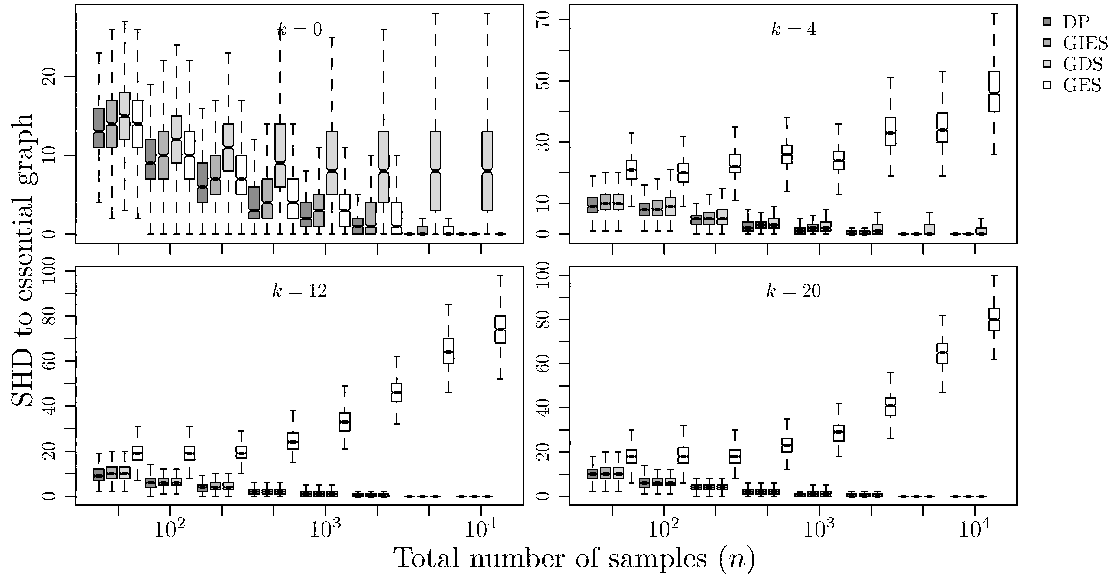 k = 0
k = 4
DP
GIES
GDS
GES
20
10
0
70
50
30
10
0
SHD to essential graph
k = 12
k = 20
100
80
60
40
20
0
100
80
60
40
20
0
10²
10³
10⁴
10²
10³
10⁴
Total number of samples (n)